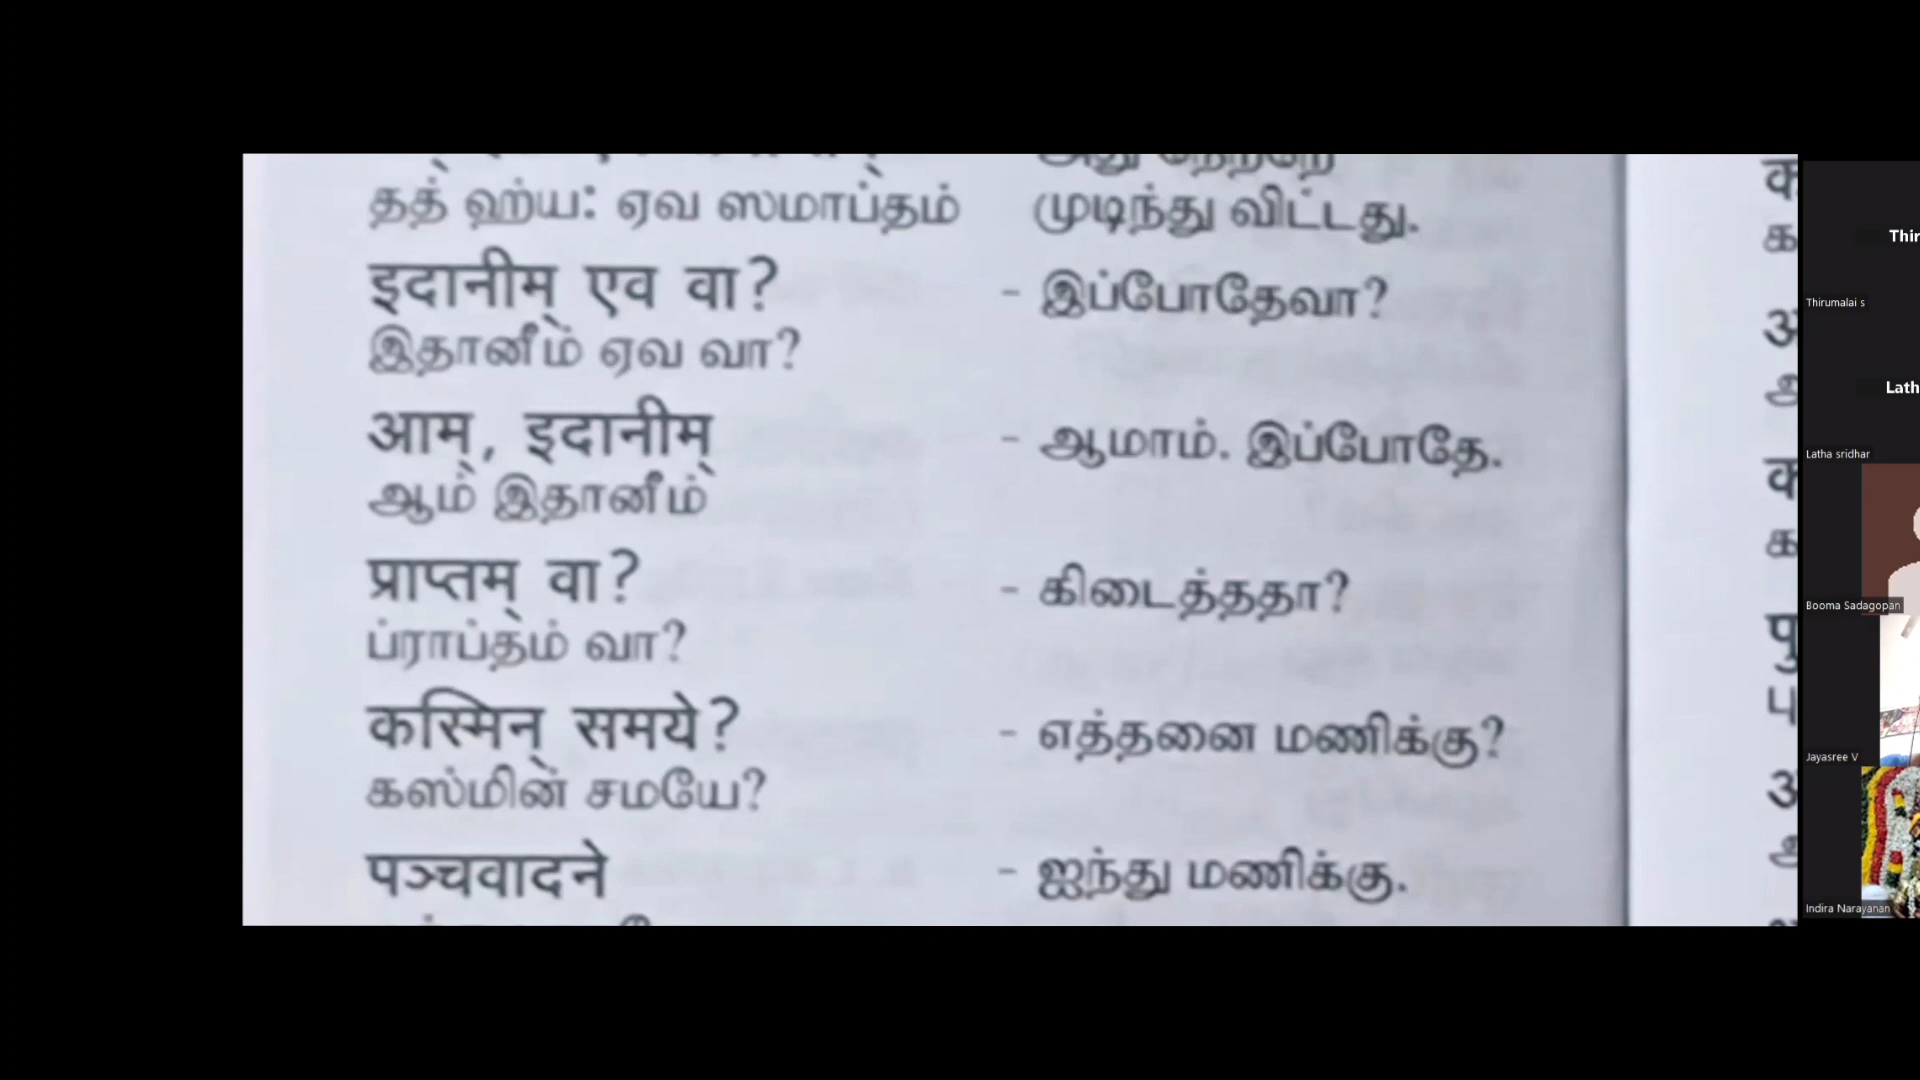 தத் ஹ்ய: ஏவ ஸமாப்தம் முடிந்து விட்டது.
इदानीम् एव वा? - இப்போதேவா?
இதானீம் ஏவ வா?
आम्, इदानीम् - ஆமாம். இப்போதே.
ஆம் இதானீம்
प्राप्तम् वा? - கிடைத்ததா?
ப்ராப்தம் வா?
कस्मिन् समये? - எத்தனை மணிக்கு?
கஸ்மின் சமயே?
पञ्चवादने - ஐந்து மணிக்கு.
Thir
Thirumalai s
Lath
Latha sridhar
Booma Sadagopan
Jayasree V
Indira Narayanan